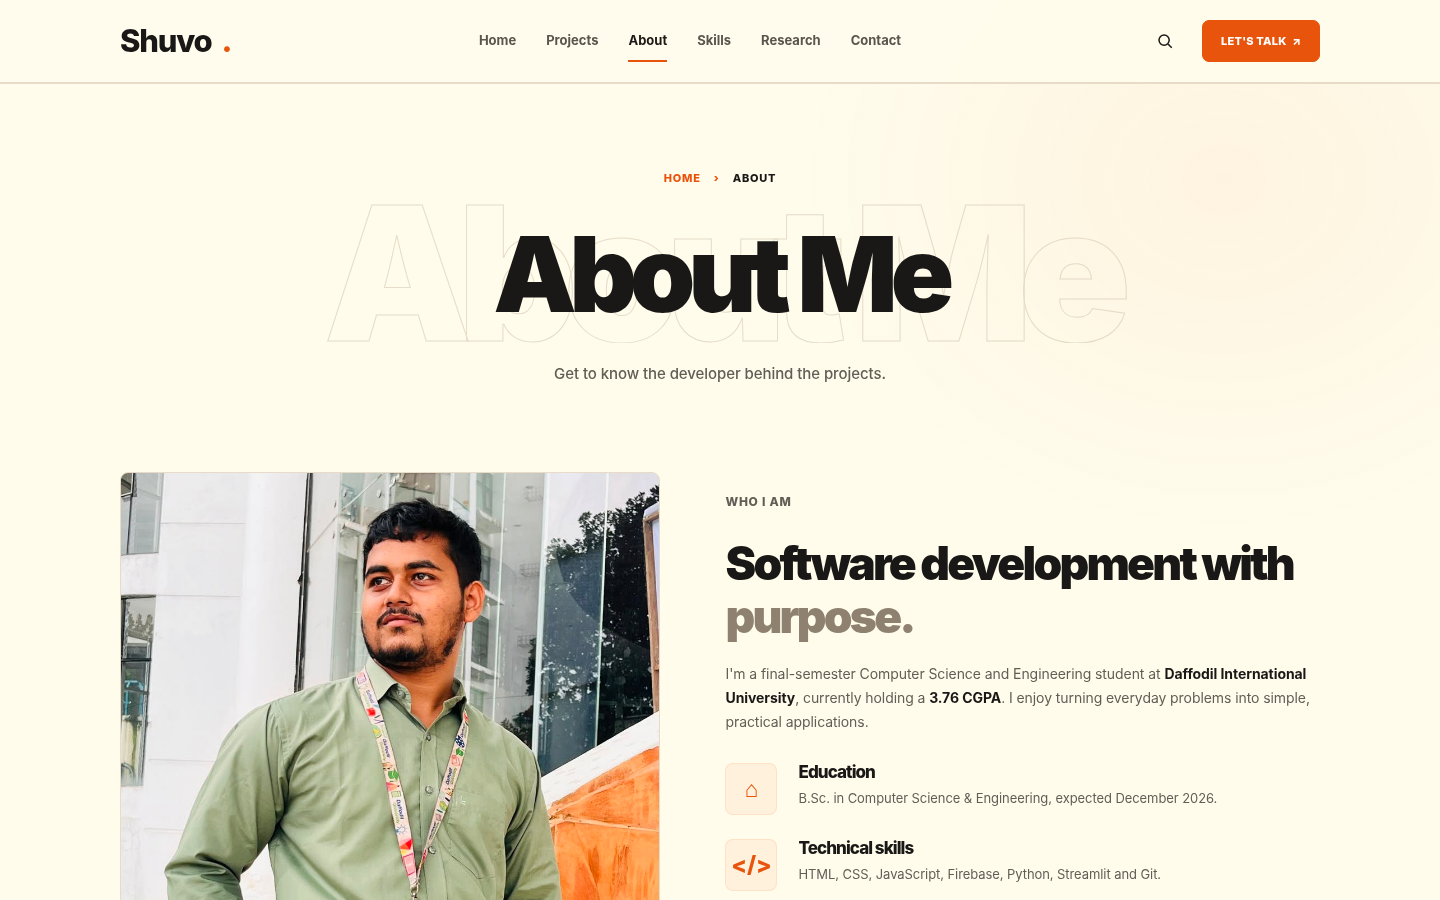 Shuvo .
Home Projects About Skills Research Contact
LET'S TALK ↗
HOME › ABOUT
About Me
About Me
Get to know the developer behind the projects.
WHO I AM
Software development with
purpose.
I'm a final-semester Computer Science and Engineering student at Daffodil International
University, currently holding a 3.76 CGPA. I enjoy turning everyday problems into simple,
practical applications.
Education
B.Sc. in Computer Science & Engineering, expected December 2026.
</>
Technical skills
HTML, CSS, JavaScript, Firebase, Python, Streamlit and Git.